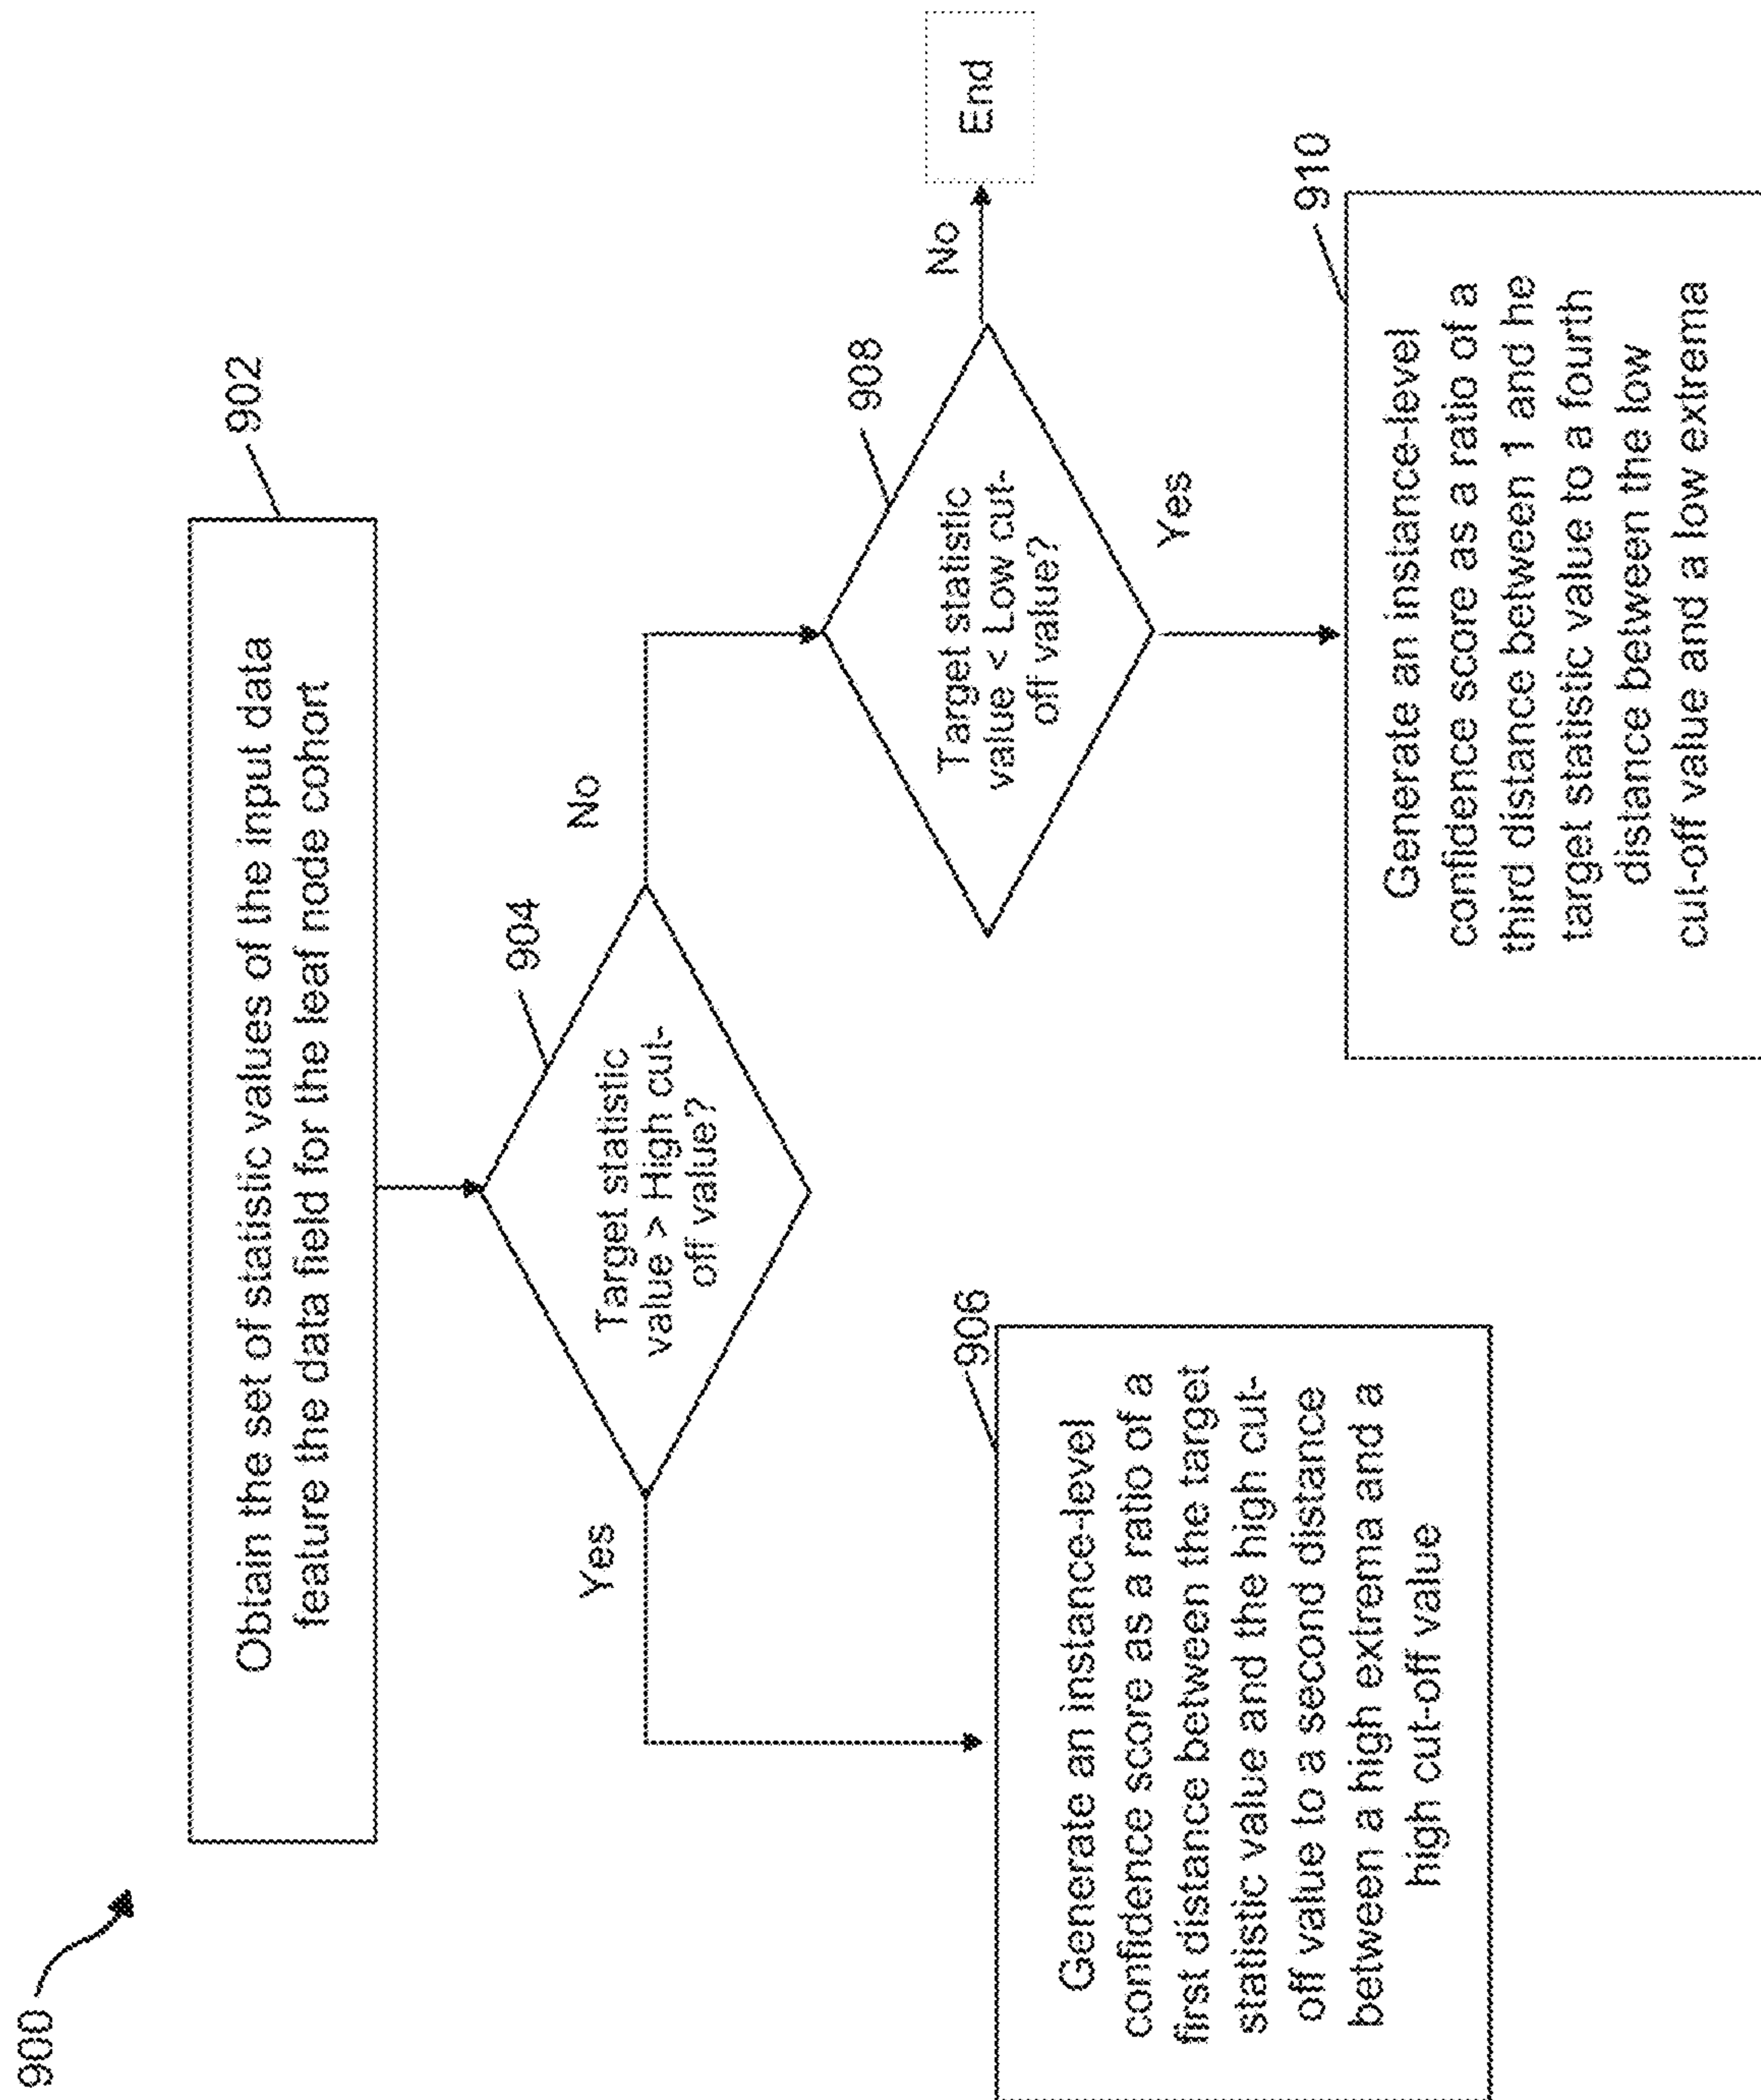 900
902
Obtain the set of statistic values of the input data
feature the data field for the leaf node cohort
904
Target statistic
value > High cut-
off value?
Yes
No
906
Generate an instance-level
confidence score as a ratio of a
first distance between the target
statistic value and the high cut-
off value to a second distance
between a high extrema and a
high cut-off value
908
Target statistic
value < Low cut-
off value?
No
End
Yes
910
Generate an instance-level
confidence score as a ratio of a
third distance between 1 and he
target statistic value to a fourth
distance between the low
cut-off value and a low extrema